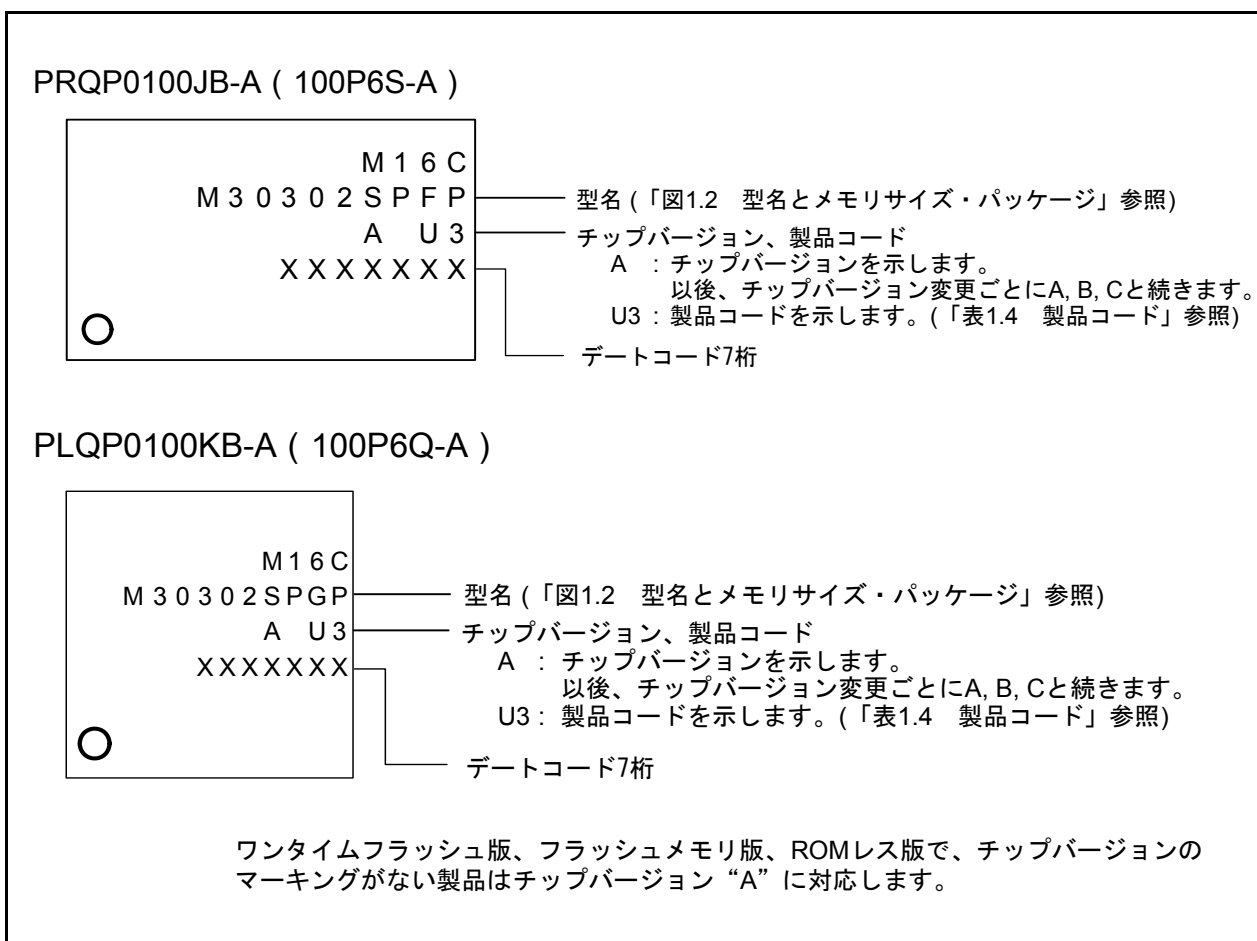 PRQP0100JB-A ( 100P6S-A )
M16C
M30302SPFP
型名 (「図1.2　型名とメモリサイズ・パッケージ」参照)
A U3
チップバージョン、製品コード
A : チップバージョンを示します。
以後、チップバージョン変更ごとにA, B, Cと続きます。
U3 : 製品コードを示します。(「表1.4　製品コード」参照)
XXXXXXX
デートコード7桁
PLQP0100KB-A ( 100P6Q-A )
M16C
M30302SPGP
型名 (「図1.2　型名とメモリサイズ・パッケージ」参照)
A U3
チップバージョン、製品コード
A : チップバージョンを示します。
以後、チップバージョン変更ごとにA, B, Cと続きます。
U3 : 製品コードを示します。(「表1.4　製品コード」参照)
XXXXXXX
デートコード7桁
ワンタイムフラッシュ版、フラッシュメモリ版、ROMレス版で、チップバージョンの
マーキングがない製品はチップバージョン“A”に対応します。